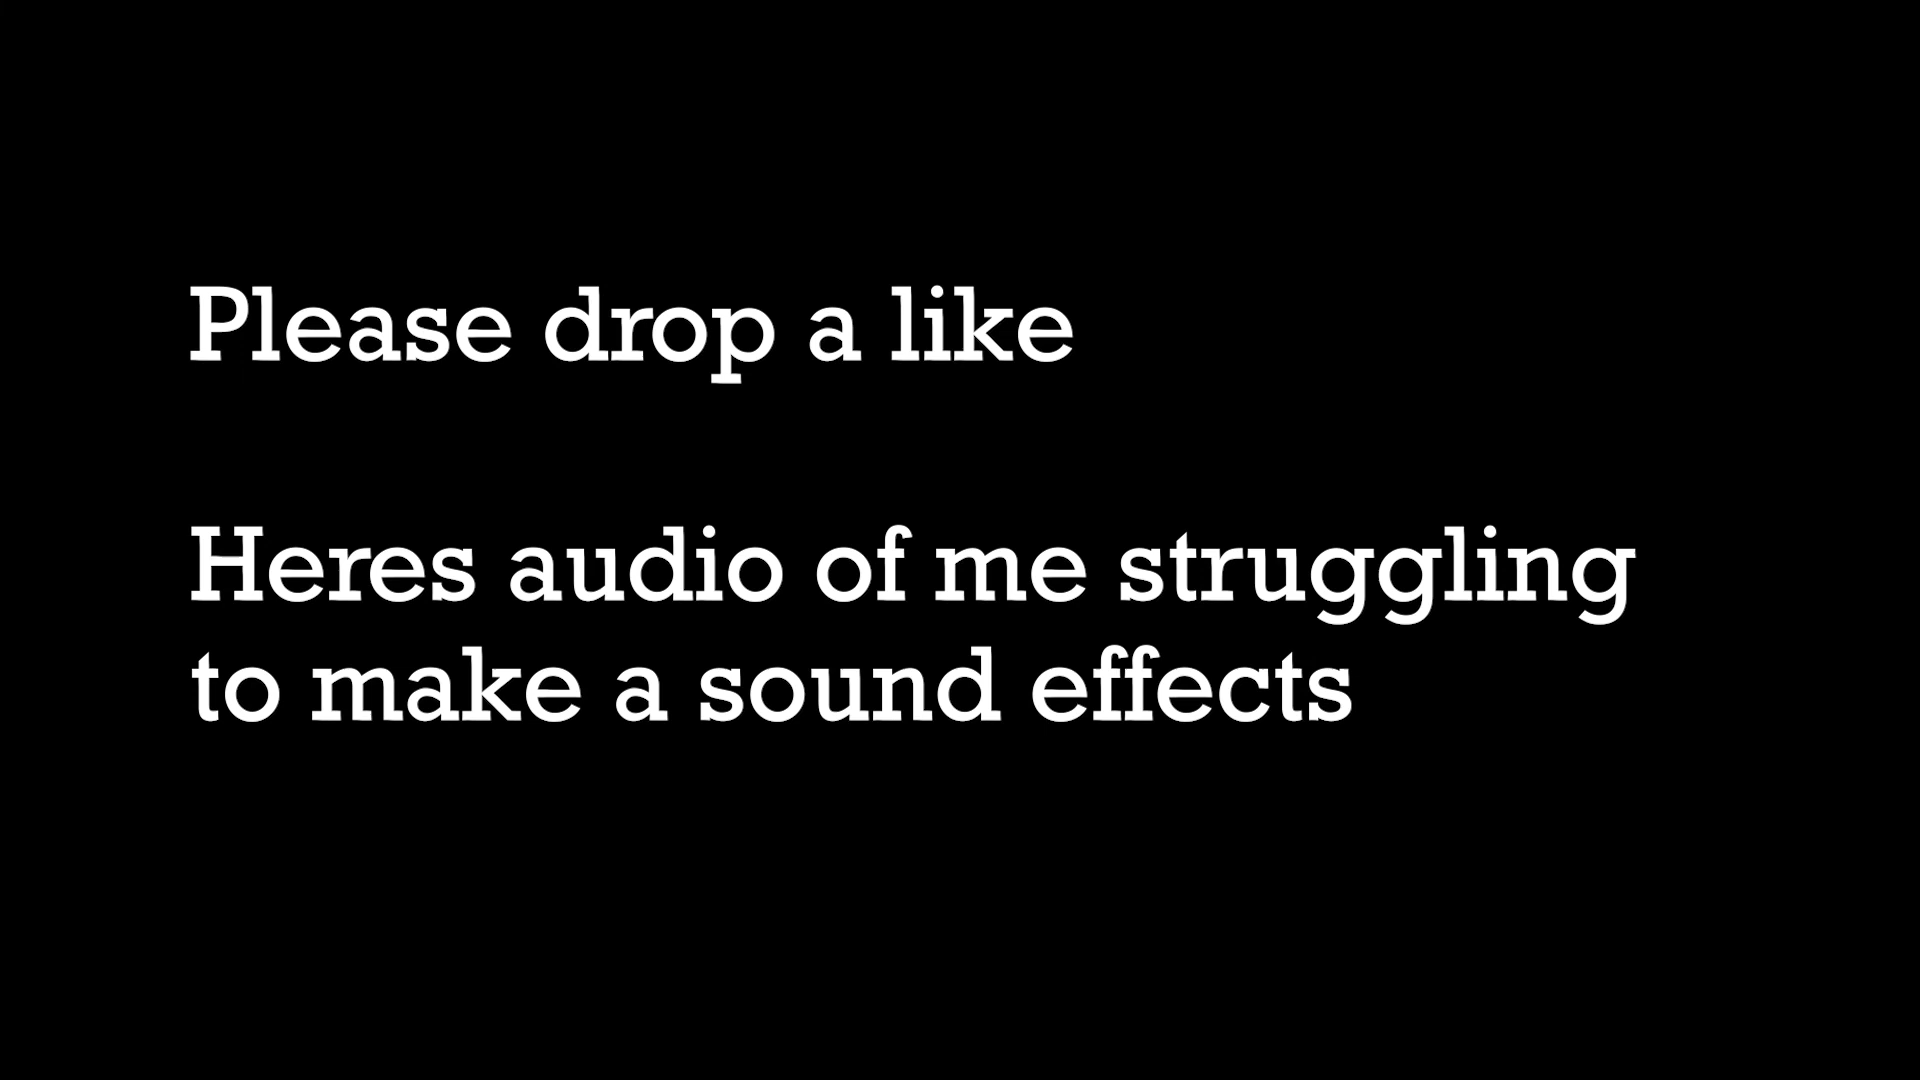 Please drop a like
Heres audio of me struggling
to make a sound effects